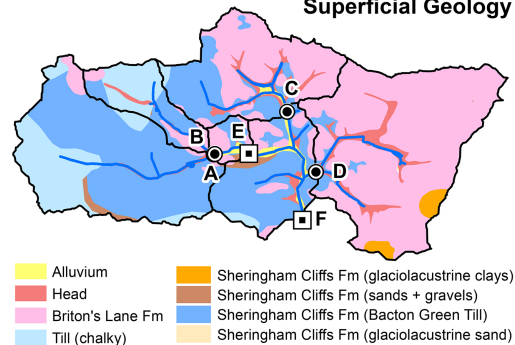 Superficial Geology
C
B
E
A
D
F
Alluvium
Head
Briton's Lane Fm
Till (chalky)
Sheringham Cliffs Fm (glaciolacustrine clays)
Sheringham Cliffs Fm (sands + gravels)
Sheringham Cliffs Fm (Bacton Green Till)
Sheringham Cliffs Fm (glaciolacustrine sand)